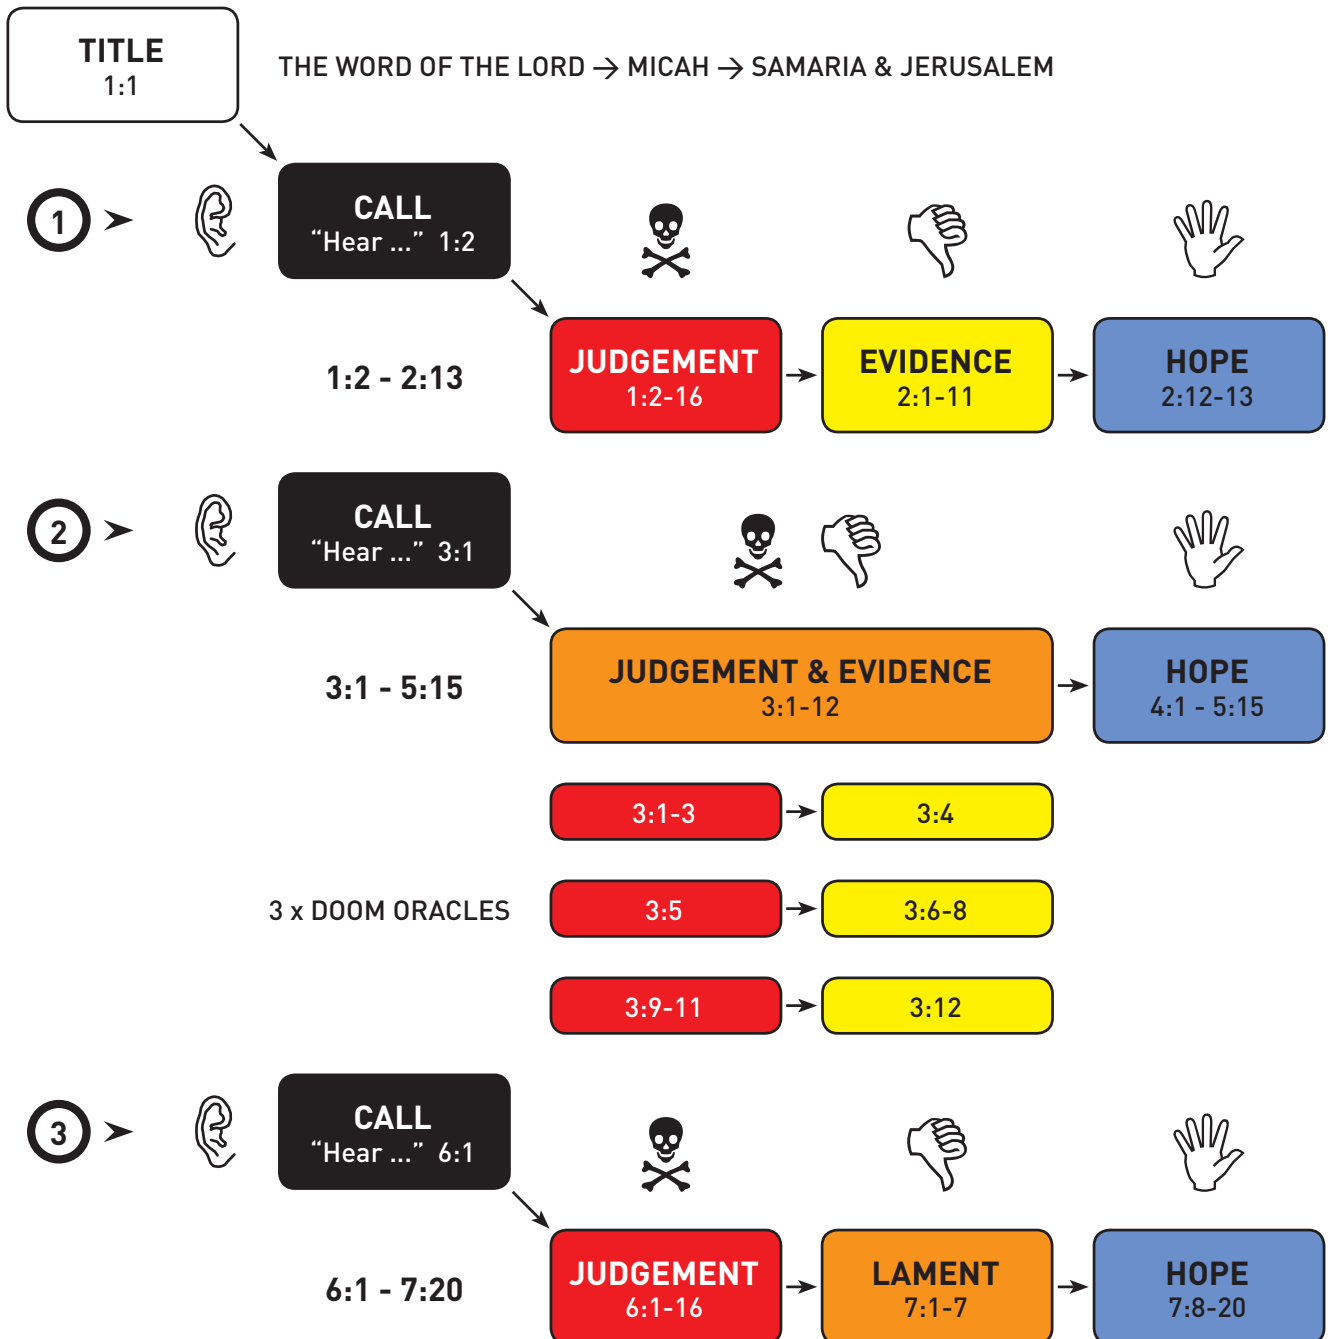 TITLE
1:1
THE WORD OF THE LORD → MICAH → SAMARIA & JERUSALEM
1
CALL
“Hear ...” 1:2
1:2 - 2:13
JUDGEMENT
1:2-16
EVIDENCE
2:1-11
HOPE
2:12-13
2
CALL
“Hear ...” 3:1
3:1 - 5:15
JUDGEMENT & EVIDENCE
3:1-12
HOPE
4:1 - 5:15
3:1-3
3:4
3 x DOOM ORACLES
3:5
3:6-8
3:9-11
3:12
3
CALL
“Hear ...” 6:1
6:1 - 7:20
JUDGEMENT
6:1-16
LAMENT
7:1-7
HOPE
7:8-20